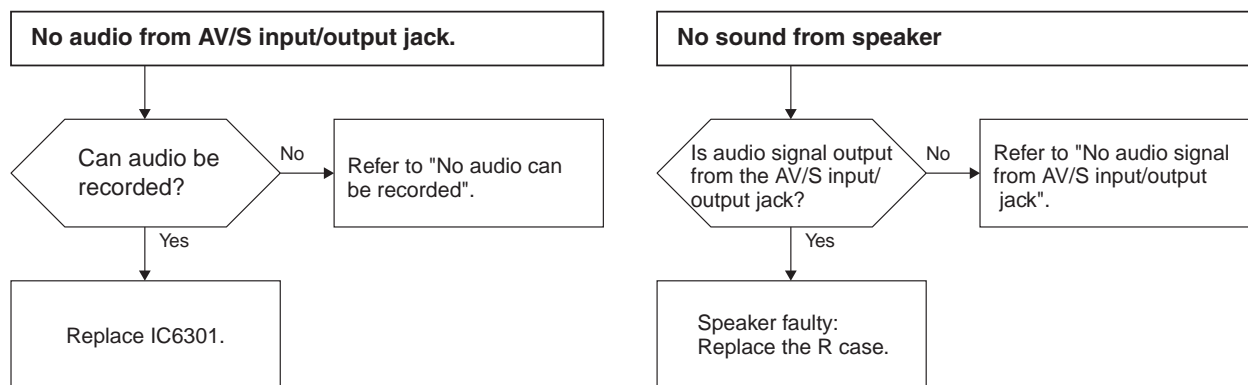 No audio from AV/S input/output jack.
Can audio be
recorded?
No
Refer to "No audio can
be recorded".
Yes
Replace IC6301.
No sound from speaker
Is audio signal output
from the AV/S input/
output jack?
No
Refer to "No audio signal
from AV/S input/output
jack".
Yes
Speaker faulty:
Replace the R case.